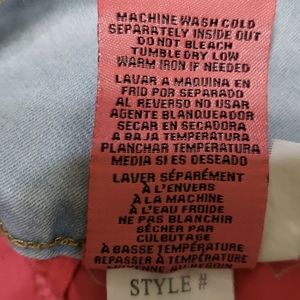 MACHINE WASH COLD
SEPARATELY INSIDE OUT
DO NOT BLEACH
TUMBLE DRY LOW
WARM IRON IF NEEDED
LAVAR A MAQUINA EN
FRIO POR SEPARADO
AL REVERSO NO USAR
AGENTE BLANQUEADOR
SECAR EN SECADORA
A BAJA TEMPERATURA
PLANCHAR TEMPERATURA
MEDIA SI ES DESEADO
LAVER SÉPARÉMENT
À L'ENVERS
À LA MACHINE
À L'EAU FROIDE
NE PAS BLANCHIR
SÉCHER PAR
CULBUTAGE
À BASSE TEMPÉRATURE
REPASSER À TEMPÉRATURE
MOYENNE AU BESOIN
STYLE #